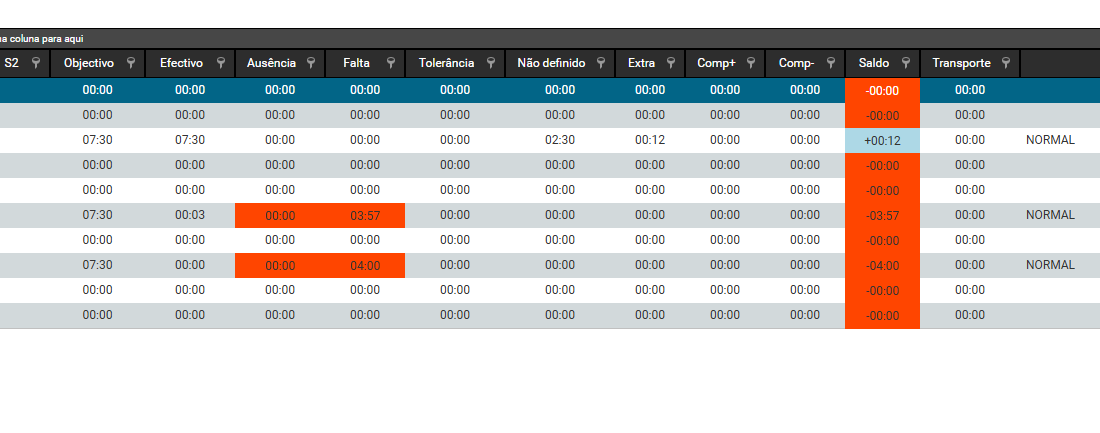 na coluna para aqui
S2 Objectivo Efectivo Ausência Falta Tolerância Não definido Extra Comp+ Comp- Saldo Transporte
00:00 00:00 00:00 00:00 00:00 00:00 00:00 00:00 00:00 -00:00 00:00
00:00 00:00 00:00 00:00 00:00 00:00 00:00 00:00 00:00 -00:00 00:00
07:30 07:30 00:00 00:00 00:00 02:30 00:12 00:00 00:00 +00:12 00:00 NORMAL
00:00 00:00 00:00 00:00 00:00 00:00 00:00 00:00 00:00 -00:00 00:00
00:00 00:00 00:00 00:00 00:00 00:00 00:00 00:00 00:00 -00:00 00:00
07:30 00:03 00:00 03:57 00:00 00:00 00:00 00:00 00:00 -03:57 00:00 NORMAL
00:00 00:00 00:00 00:00 00:00 00:00 00:00 00:00 00:00 -00:00 00:00
07:30 00:00 00:00 04:00 00:00 00:00 00:00 00:00 00:00 -04:00 00:00 NORMAL
00:00 00:00 00:00 00:00 00:00 00:00 00:00 00:00 00:00 -00:00 00:00
00:00 00:00 00:00 00:00 00:00 00:00 00:00 00:00 00:00 -00:00 00:00